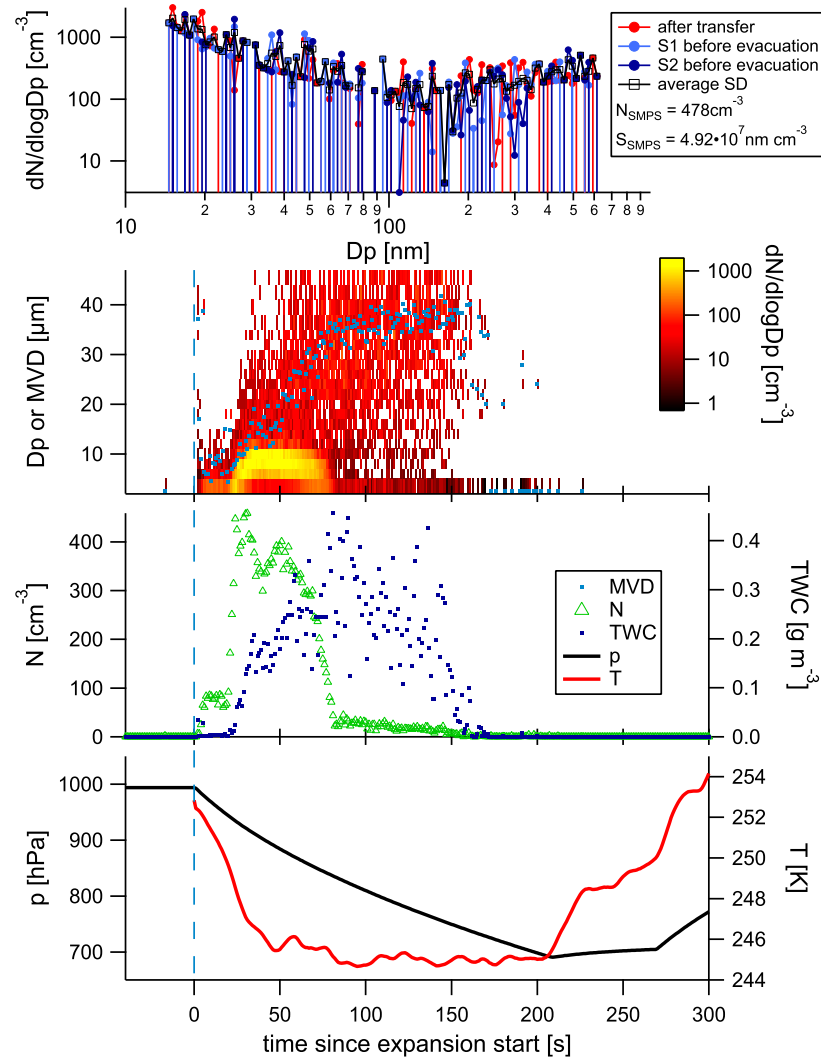 dN/dlogDp [cm⁻³]
1000
100
10
after transfer
S1 before evacuation
S2 before evacuation
average SD
N_SMPS = 478cm⁻³
S_SMPS = 4.92•10⁷nm cm⁻³
10 2 3 4 5 6 7 8 9 100 2 3 4 5 6 7 8 9
Dp [nm]
Dp or MVD [µm]
40
30
20
10
1000
100
10
1
dN/dlogDp [cm⁻³]
N [cm⁻³]
400
300
200
100
0
MVD
N
TWC
p
T
0.4
0.3
0.2
0.1
0.0
TWC [g m⁻³]
p [hPa]
1000
900
800
700
254
252
250
248
246
244
T [K]
0 50 100 150 200 250 300
time since expansion start [s]